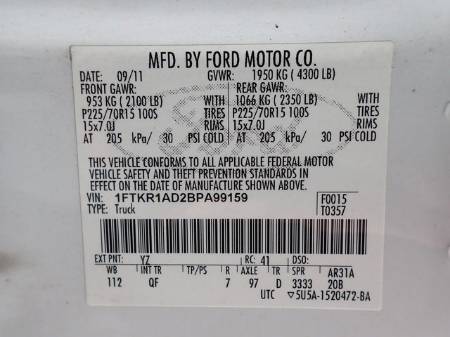 MFD. BY FORD MOTOR CO.
DATE: 09/11 GVWR: 1950 KG (4300 LB)
FRONT GAWR: REAR GAWR:
953 KG (2100 LB) WITH 1066 KG (2350 LB) WITH
P225/70R15 100S TIRES P225/70R15 100S TIRES
15x7.0J RIMS 15x7.0J RIMS
AT 205 kPa/ 30 PSI COLD AT 205 kPa/ 30 PSI COLD
THIS VEHICLE CONFORMS TO ALL APPLICABLE FEDERAL MOTOR
VEHICLE SAFETY AND THEFT PREVENTION STANDARDS IN EFFECT
ON THE DATE OF MANUFACTURE SHOWN ABOVE.
VIN: 1FTKR1AD2BPA99159 F0015
TYPE: Truck T0357
EXT PNT: YZ RC: 41 DSO:
WB INT TR TP/PS R AXLE TR SPR AR31A
112 QF 7 97 D 3333 20B
UTC ▽5U5A-1520472-BA